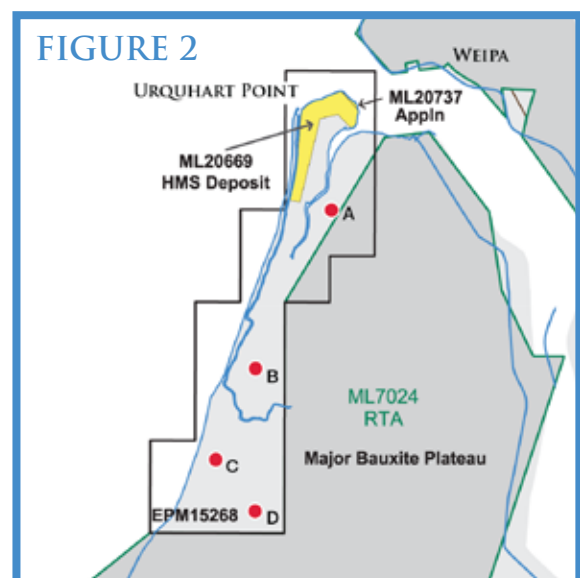 FIGURE 2
WEIPA
URQUHART POINT
ML20737
Appln
ML20669
HMS Deposit
A
B
ML7024
RTA
Major Bauxite Plateau
C
EPM15268
D